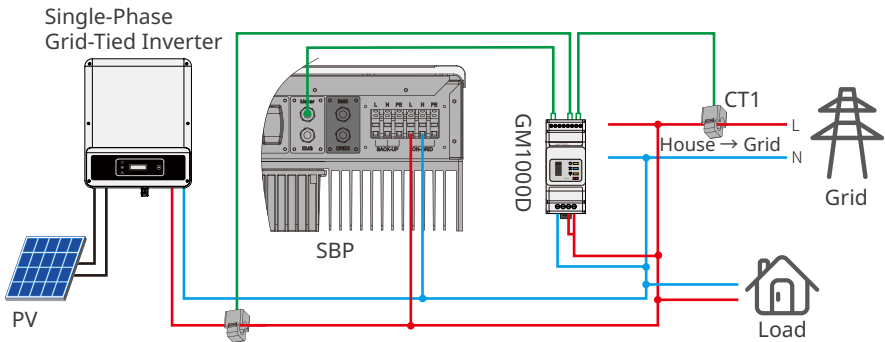 Single-Phase
Grid-Tied Inverter
Meter
BMS
EMS
DRED
L N PE L N PE
BACK-UP
ON-GRID
SBP
GM1000D
CT1
L
House → Grid
N
Grid
PV
Load